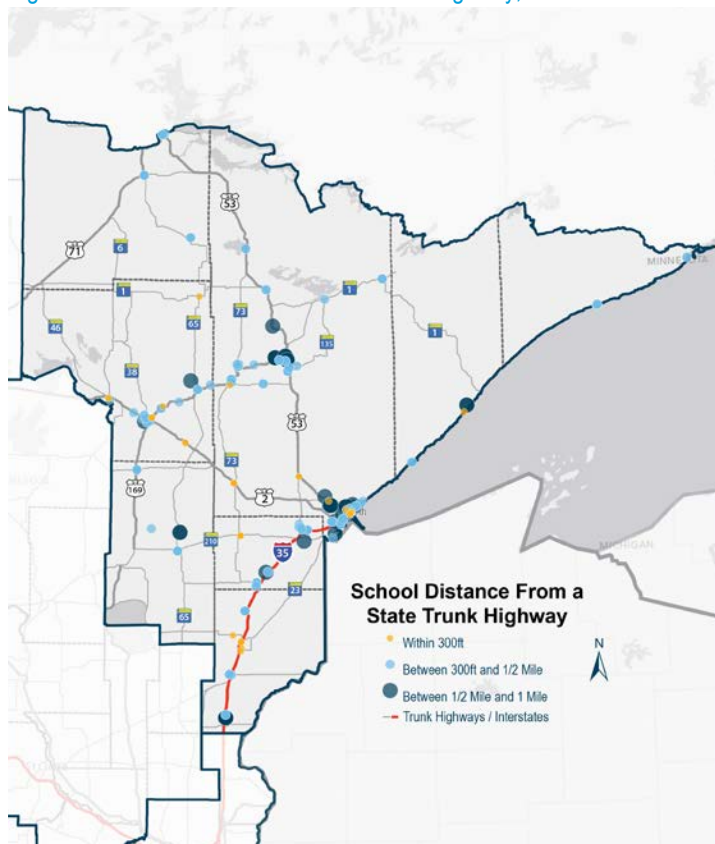 53
71
6
MINNESOTA
1
1
46
65
73
1
135
38
53
73
169
2
210
35
MICHIGAN
23
65
School Distance From a
State Trunk Highway
Within 300ft
Between 300ft and 1/2 Mile
Between 1/2 Mile and 1 Mile
Trunk Highways / Interstates
N